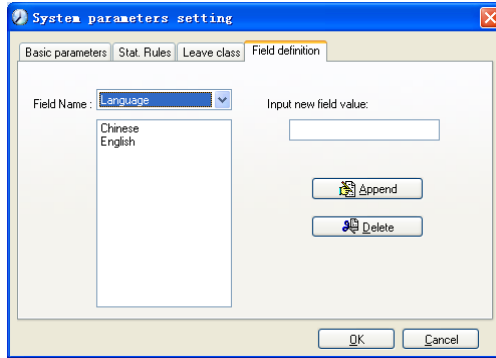 System parameters setting
Basic parameters Stat. Rules Leave class Field definition
Field Name : Language Input new field value:
Chinese
English
Append
Delete
OK Cancel